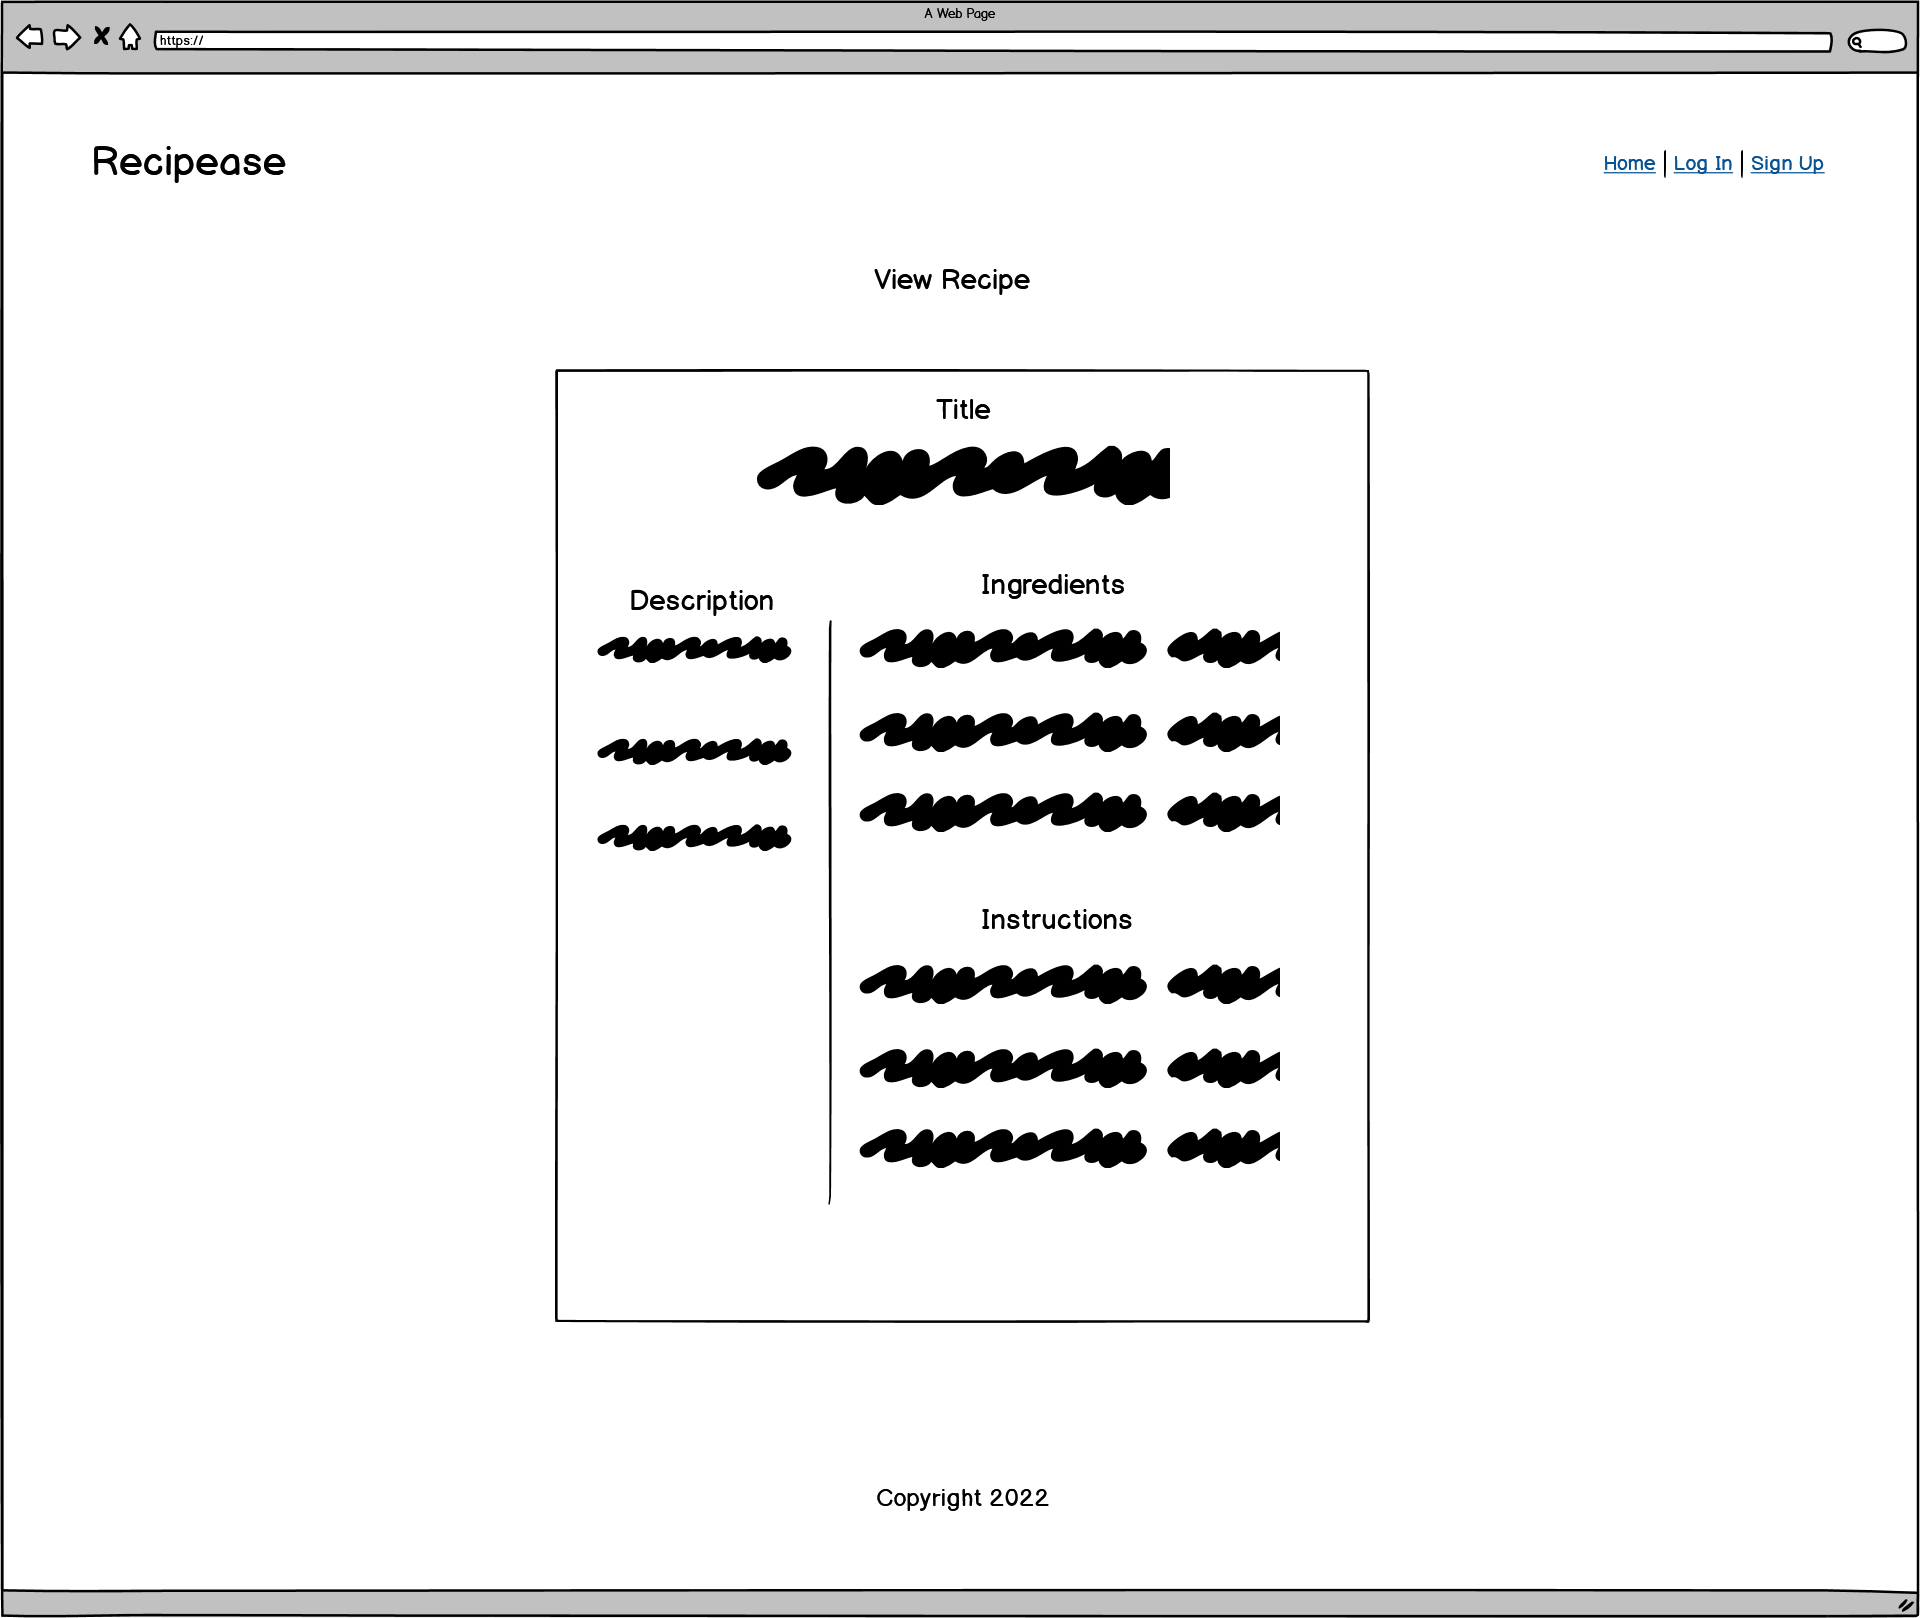 A Web Page
https://
Recipease
Home | Log In | Sign Up
View Recipe
Title
Description
Ingredients
Instructions
Copyright 2022